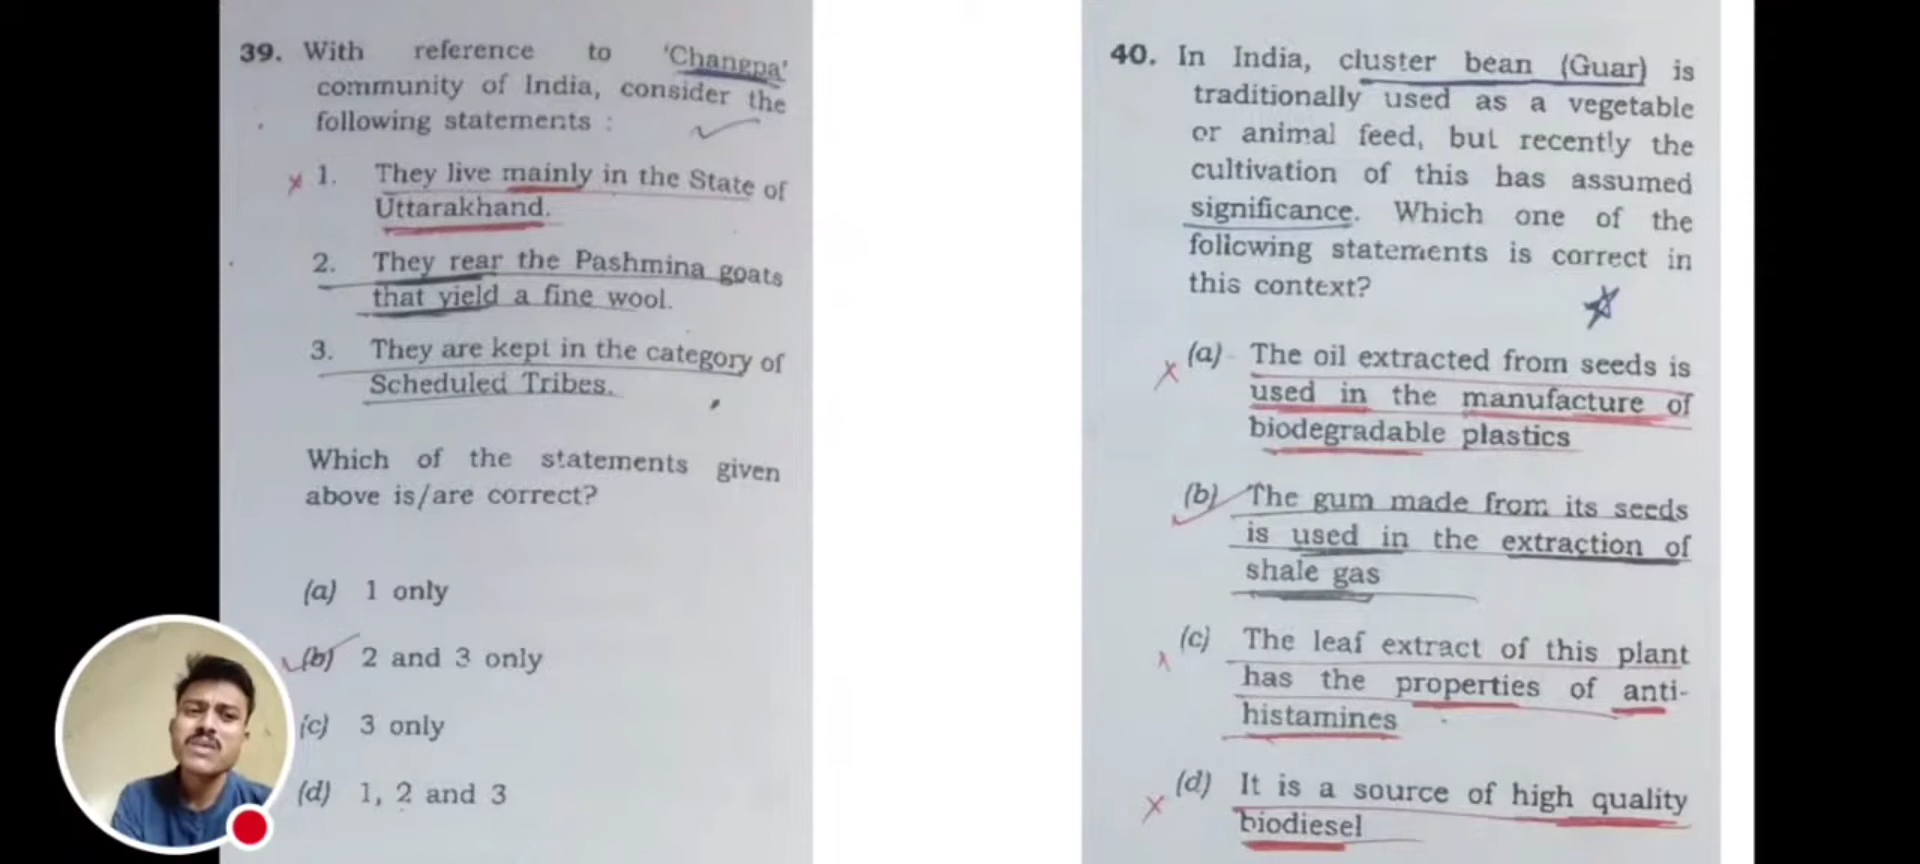 39. With reference to 'Changpa'
community of India, consider the
following statements :
1. They live mainly in the State of
Uttarakhand.
2. They rear the Pashmina goats
that yield a fine wool.
3. They are kept in the category of
Scheduled Tribes.
Which of the statements given
above is/are correct?
(a) 1 only
(b) 2 and 3 only
(c) 3 only
(d) 1, 2 and 3
40. In India, cluster bean (Guar) is
traditionally used as a vegetable
or animal feed, but recently the
cultivation of this has assumed
significance. Which one of the
following statements is correct in
this context?
(a) The oil extracted from seeds is
used in the manufacture of
biodegradable plastics
(b) The gum made from its seeds
is used in the extraction of
shale gas
(c) The leaf extract of this plant
has the properties of anti-
histamines
(d) It is a source of high quality
biodiesel